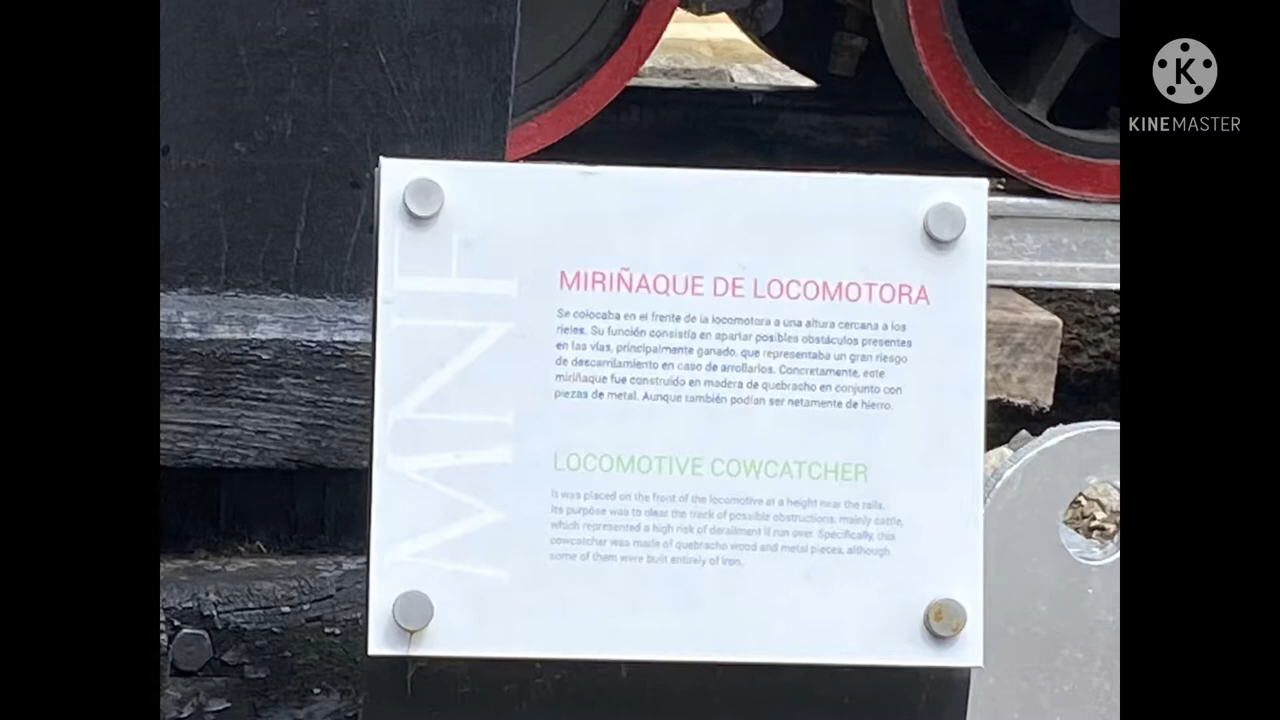 KINEMASTER
MNF
MIRIÑAQUE DE LOCOMOTORA
Se colocaba en el frente de la locomotora a una altura cercana a los
rieles. Su función consistía en apartar posibles obstáculos presentes
en las vías, principalmente ganado, que representaba un gran riesgo
de descarrilamiento en caso de arrollarlos. Concretamente, este
miriñaque fue construido en madera de quebracho en conjunto con
piezas de metal. Aunque también podían ser netamente de hierro.
LOCOMOTIVE COWCATCHER
It was placed on the front of the locomotive at a height near the rails.
Its purpose was to clear the track of possible obstructions, mainly cattle,
which represented a high risk of derailment if run over. Specifically, this
cowcatcher was made of quebracho wood and metal pieces, although
some of them were built entirely of iron.